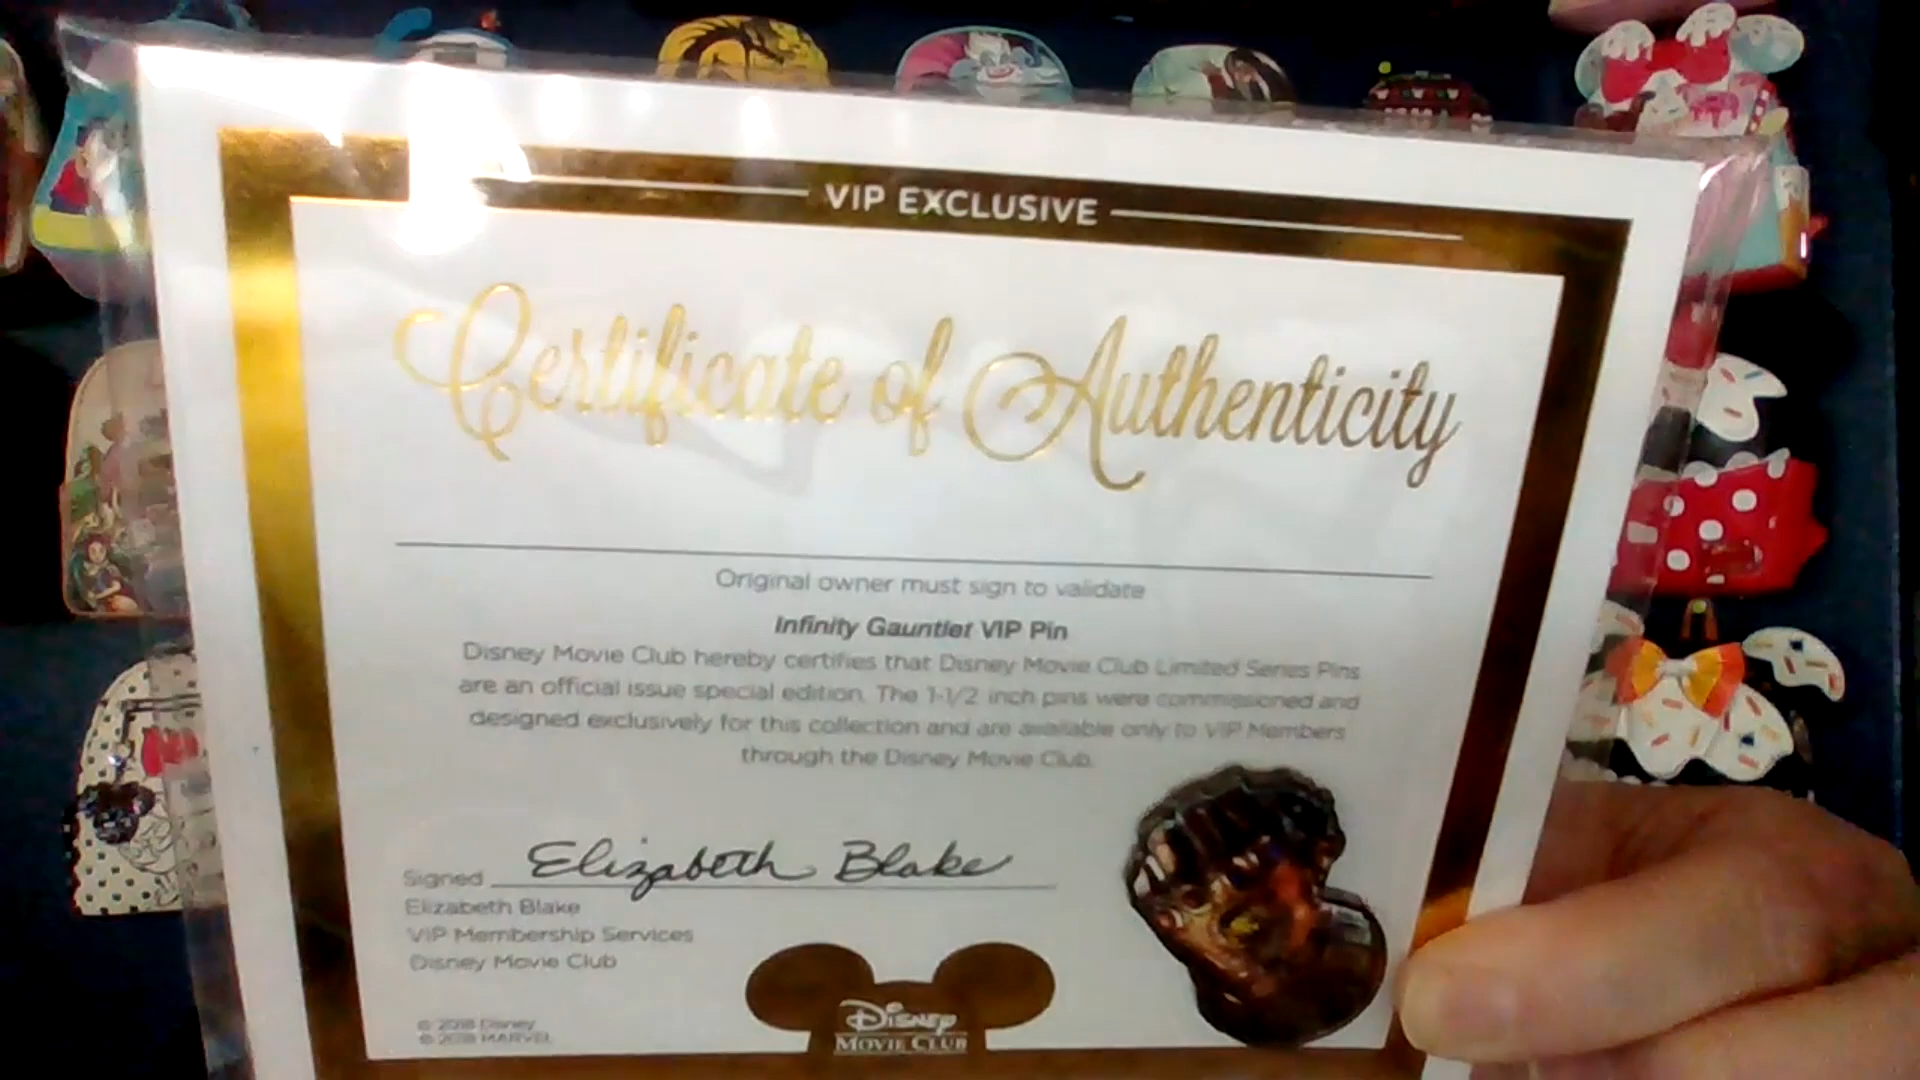 VIP EXCLUSIVE
Certificate of Authenticity
Original owner must sign to validate
Infinity Gauntlet VIP Pin
Disney Movie Club hereby certifies that Disney Movie Club Limited Series Pins
are an official issue special edition. The 1-1/2 inch pins were commissioned and
designed exclusively for this collection and are available only to VIP Members
through the Disney Movie Club.
Elizabeth Blake
Signed
Elizabeth Blake
VIP Membership Services
Disney Movie Club
© 2018 Disney
© 2018 MARVEL
DISNEY
MOVIE CLUB